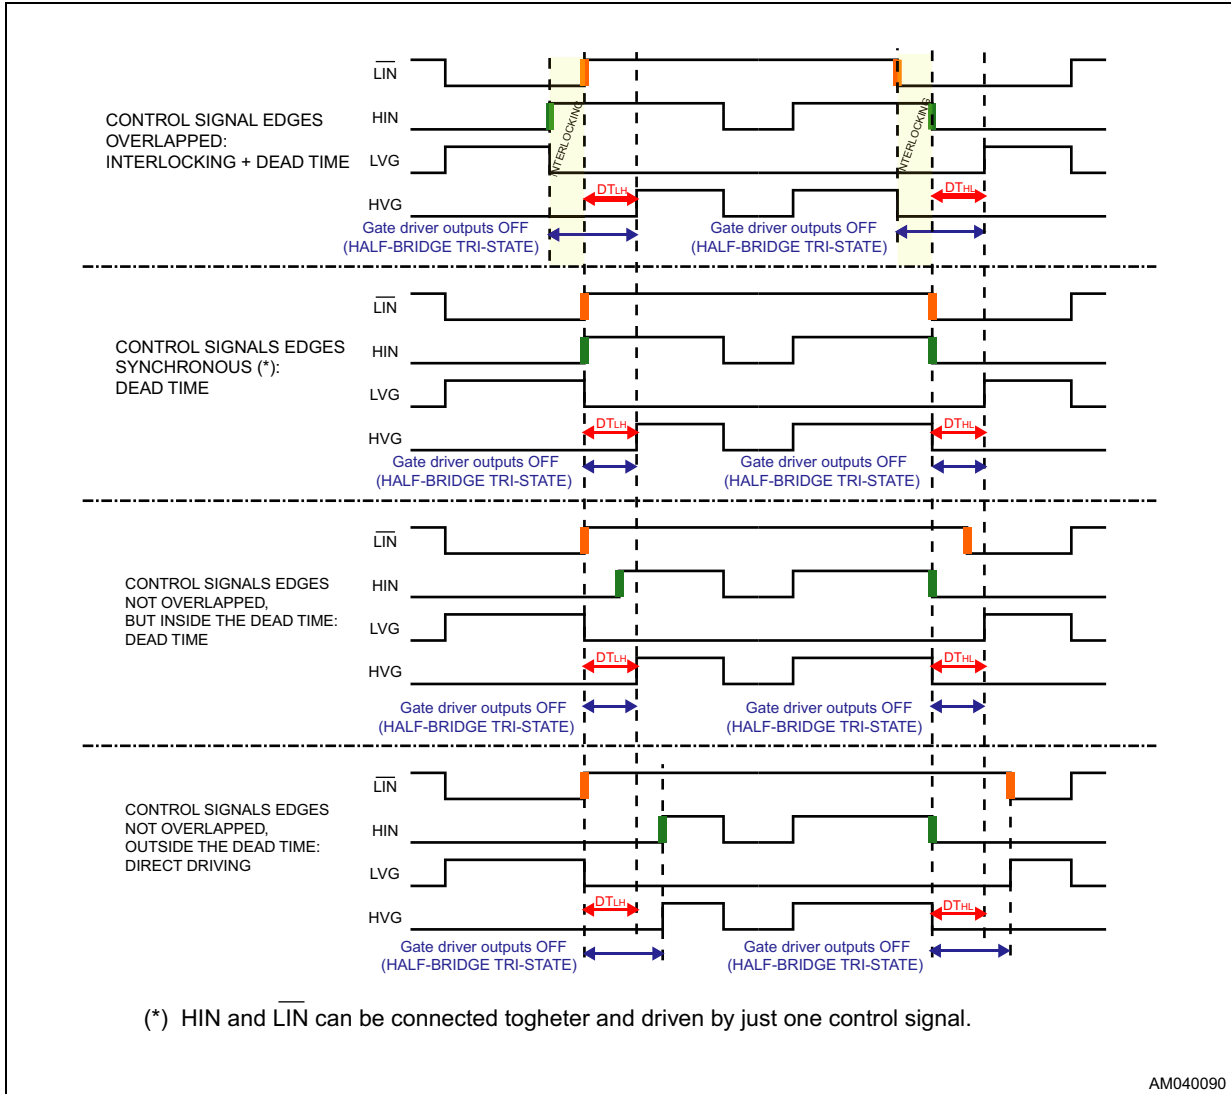 LIN
HIN
LVG
HVG
CONTROL SIGNAL EDGES
OVERLAPPED:
INTERLOCKING + DEAD TIME
INTERLOCKING
INTERLOCKING
DTLH
DTHL
Gate driver outputs OFF
(HALF-BRIDGE TRI-STATE)
Gate driver outputs OFF
(HALF-BRIDGE TRI-STATE)
LIN
HIN
LVG
HVG
CONTROL SIGNALS EDGES
SYNCHRONOUS (*):
DEAD TIME
DTLH
DTHL
Gate driver outputs OFF
(HALF-BRIDGE TRI-STATE)
Gate driver outputs OFF
(HALF-BRIDGE TRI-STATE)
LIN
HIN
LVG
HVG
CONTROL SIGNALS EDGES
NOT OVERLAPPED,
BUT INSIDE THE DEAD TIME:
DEAD TIME
DTLH
DTHL
Gate driver outputs OFF
(HALF-BRIDGE TRI-STATE)
Gate driver outputs OFF
(HALF-BRIDGE TRI-STATE)
LIN
HIN
LVG
HVG
CONTROL SIGNALS EDGES
NOT OVERLAPPED,
OUTSIDE THE DEAD TIME:
DIRECT DRIVING
DTLH
DTHL
Gate driver outputs OFF
(HALF-BRIDGE TRI-STATE)
Gate driver outputs OFF
(HALF-BRIDGE TRI-STATE)
(*) HIN and LIN can be connected togheter and driven by just one control signal.
AM040090